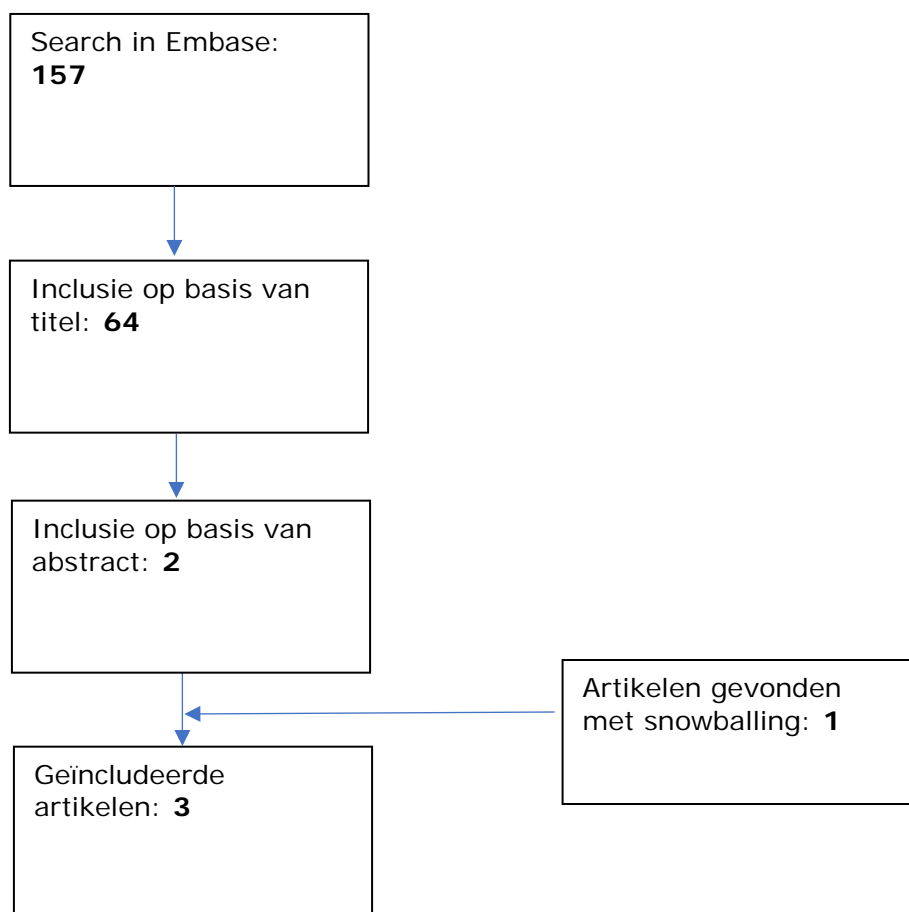 Search in Embase:
157
Inclusie op basis van
titel: 64
Inclusie op basis van
abstract: 2
Artikelen gevonden
met snowballing: 1
Geïncludeerde
artikelen: 3